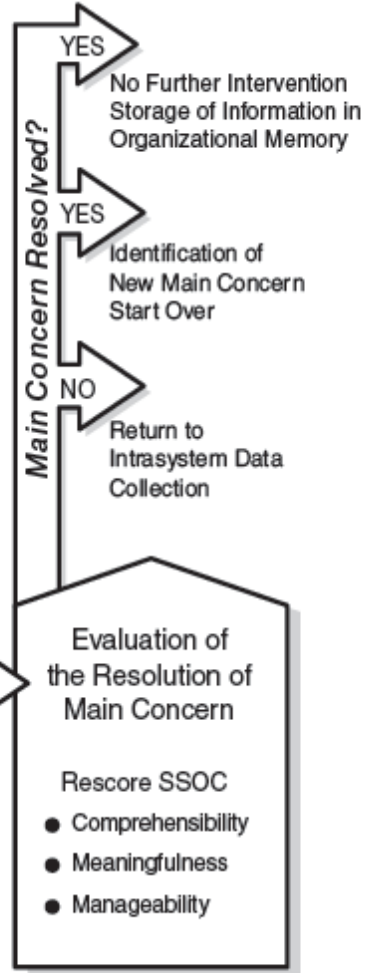 YES
No Further Intervention
Storage of Information in
Organizational Memory
Main Concern Resolved?
YES
Identification of
New Main Concern
Start Over
NO
Return to
Intrasystem Data
Collection
Evaluation of
the Resolution of
Main Concern
Rescore SSOC
● Comprehensibility
● Meaningfulness
● Manageability